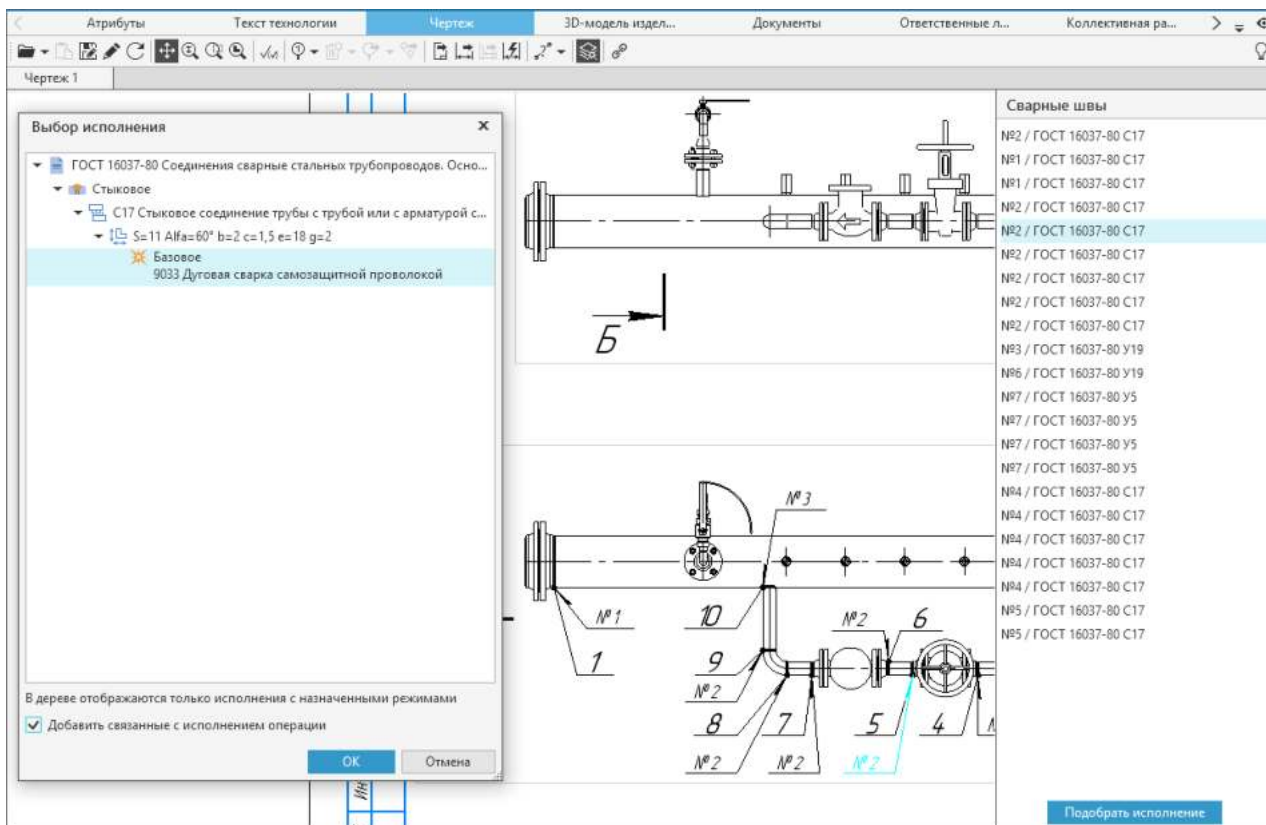 Атрибуты
Текст технологии
Чертеж
3D-модель издел...
Документы
Ответственные л...
Коллективная ра...
Чертеж 1
Выбор исполнения
ГОСТ 16037-80 Соединения сварные стальных трубопроводов. Осно...
Стыковое
С17 Стыковое соединение трубы с трубой или с арматурой с...
S=11 Alfa=60° b=2 c=1,5 e=18 g=2
Базовое
9033 Дуговая сварка самозащитной проволокой
В дереве отображаются только исполнения с назначенными режимами
Добавить связанные с исполнением операции
ОК
Отмена
Инв
Б
№3
№1
10
№2
6
1
9
№2
8
7
5
4
№2
№2
№2
Сварные швы
№2 / ГОСТ 16037-80 С17
№1 / ГОСТ 16037-80 С17
№1 / ГОСТ 16037-80 С17
№2 / ГОСТ 16037-80 С17
№2 / ГОСТ 16037-80 С17
№2 / ГОСТ 16037-80 С17
№2 / ГОСТ 16037-80 С17
№2 / ГОСТ 16037-80 С17
№2 / ГОСТ 16037-80 С17
№3 / ГОСТ 16037-80 У19
№6 / ГОСТ 16037-80 У19
№7 / ГОСТ 16037-80 У5
№7 / ГОСТ 16037-80 У5
№7 / ГОСТ 16037-80 У5
№7 / ГОСТ 16037-80 У5
№4 / ГОСТ 16037-80 С17
№4 / ГОСТ 16037-80 С17
№4 / ГОСТ 16037-80 С17
№4 / ГОСТ 16037-80 С17
№4 / ГОСТ 16037-80 С17
№5 / ГОСТ 16037-80 С17
№5 / ГОСТ 16037-80 С17
Подобрать исполнение